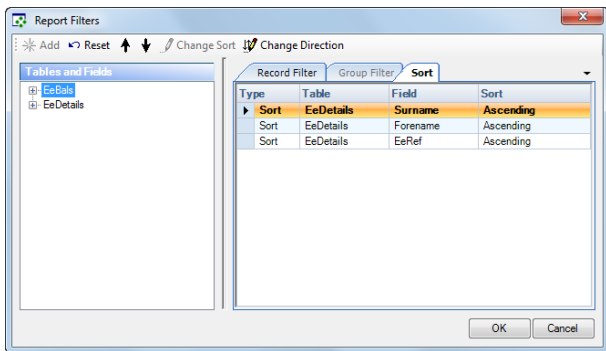 Report Filters
Add Reset Change Sort Change Direction
Tables and Fields
EeBals
EeDetails
Record Filter Group Filter Sort
Type Table Field Sort
Sort EeDetails Surname Ascending
Sort EeDetails Forename Ascending
Sort EeDetails EeRef Ascending
OK Cancel